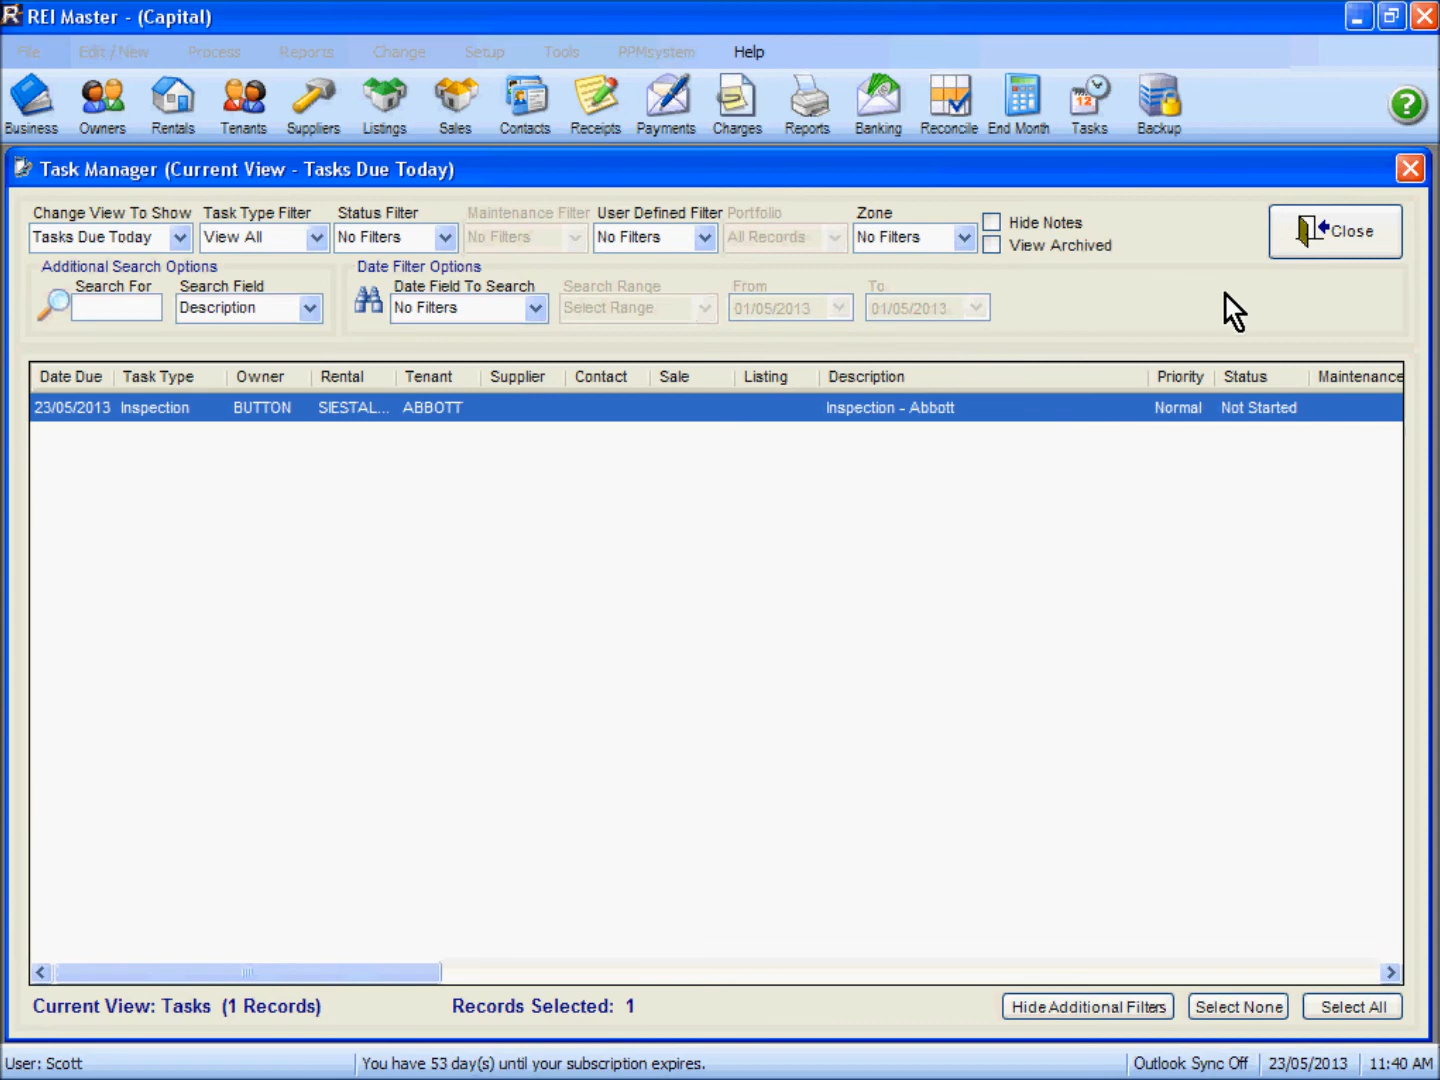 REI Master - (Capital)
File Edit / New Process Reports Change Setup Tools PPMsystem Help
Business Owners Rentals Tenants Suppliers Listings Sales Contacts Receipts Payments Charges Reports Banking Reconcile End Month Tasks Backup
Task Manager (Current View - Tasks Due Today)
Change View To Show Task Type Filter Status Filter Maintenance Filter User Defined Filter Portfolio Zone Hide Notes
Tasks Due Today View All No Filters No Filters No Filters All Records No Filters View Archived Close
Additional Search Options Date Filter Options
Search For Search Field Date Field To Search Search Range From To
Description No Filters Select Range 01/05/2013 01/05/2013
Date Due Task Type Owner Rental Tenant Supplier Contact Sale Listing Description Priority Status Maintenance
23/05/2013 Inspection BUTTON SIESTAL... ABBOTT Inspection - Abbott Normal Not Started
Current View: Tasks (1 Records) Records Selected: 1 Hide Additional Filters Select None Select All
User: Scott You have 53 day(s) until your subscription expires. Outlook Sync Off 23/05/2013 11:40 AM